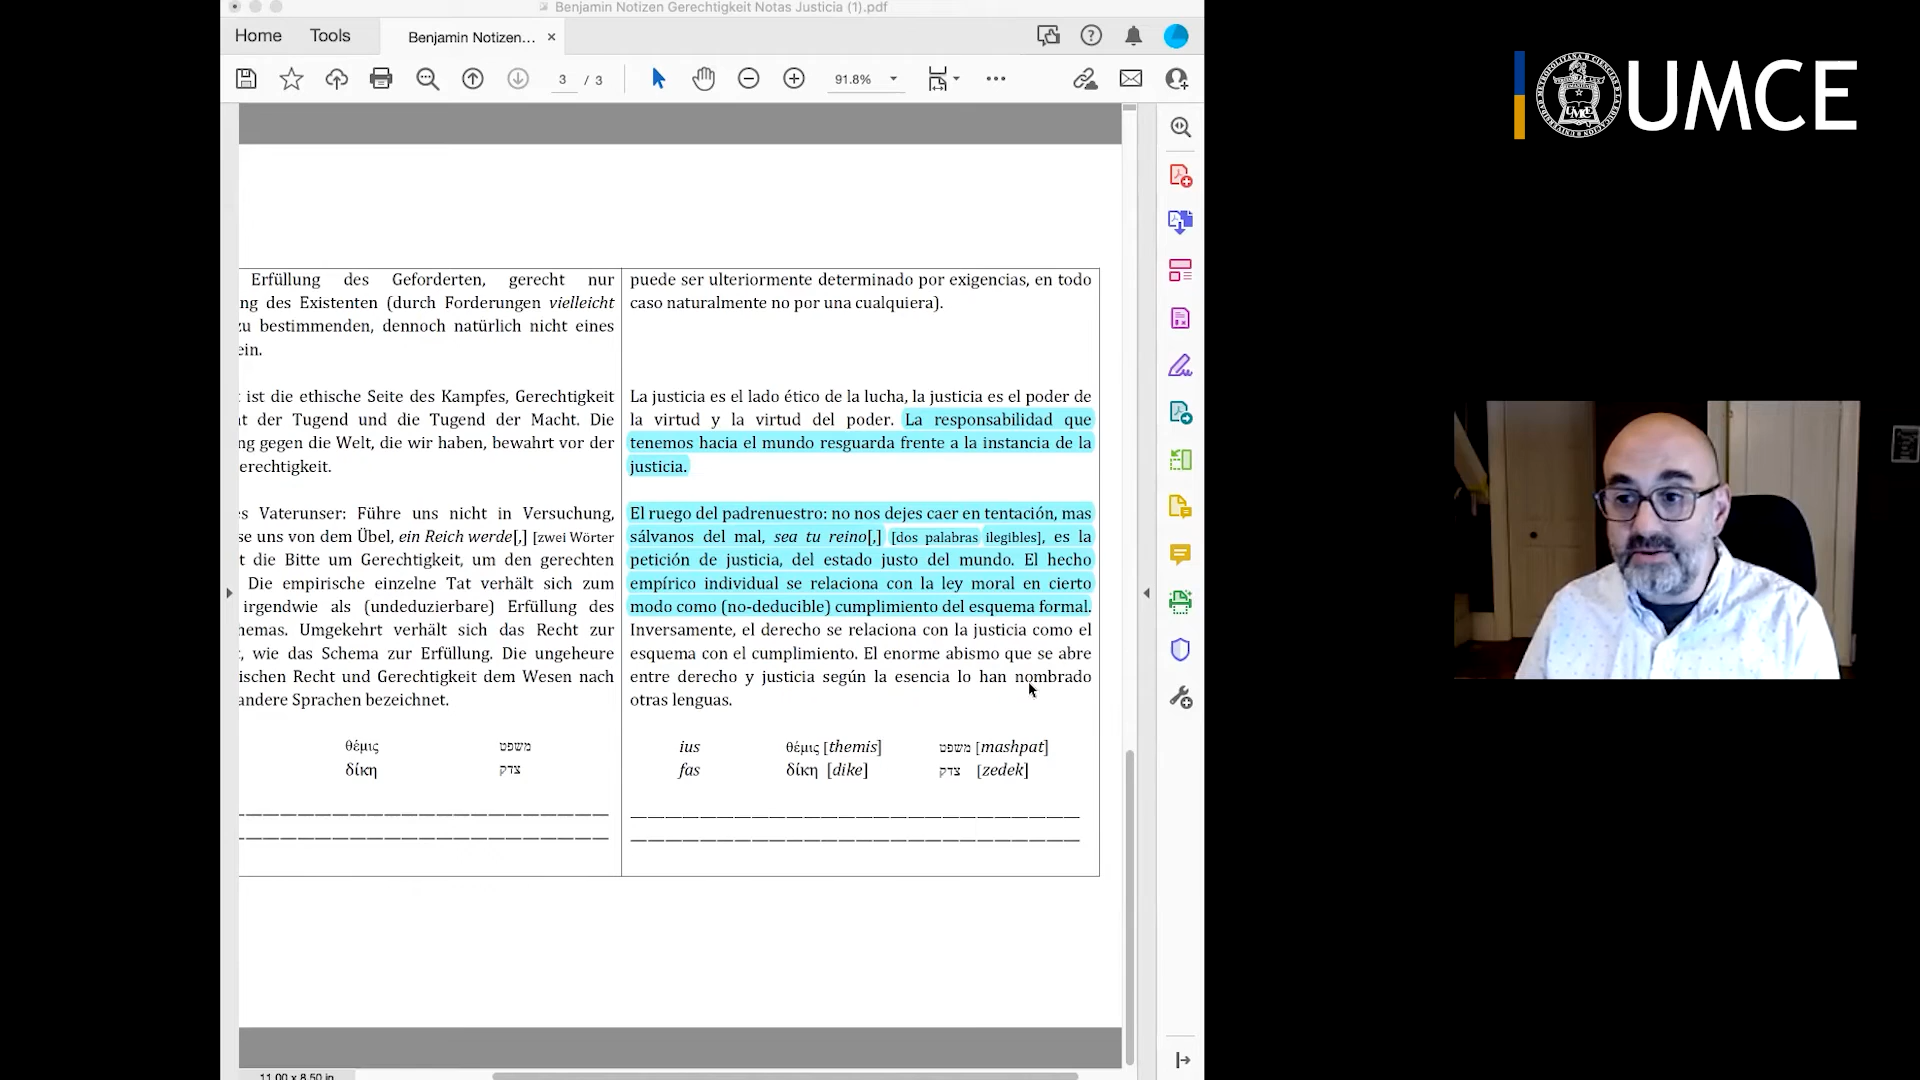 Benjamin Notizen Gerechtigkeit Notas Justicia (1).pdf
Home Tools Benjamin Notizen...
3 / 3 91.8%
UMCE
Erfüllung des Geforderten, gerecht nur
ng des Existenten (durch Forderungen vielleicht
zu bestimmenden, dennoch natürlich nicht eines
ein.
ist die ethische Seite des Kampfes, Gerechtigkeit
ht der Tugend und die Tugend der Macht. Die
ng gegen die Welt, die wir haben, bewahrt vor der
erechtigkeit.
s Vaterunser: Führe uns nicht in Versuchung,
se uns von dem Übel, ein Reich werde[,] [zwei Wörter
t die Bitte um Gerechtigkeit, um den gerechten
Die empirische einzelne Tat verhält sich zum
irgendwie als (undeduzierbare) Erfüllung des
hemas. Umgekehrt verhält sich das Recht zur
, wie das Schema zur Erfüllung. Die ungeheure
ischen Recht und Gerechtigkeit dem Wesen nach
andere Sprachen bezeichnet.
θέμις משפט
δίκη צדק
puede ser ulteriormente determinado por exigencias, en todo
caso naturalmente no por una cualquiera).
La justicia es el lado ético de la lucha, la justicia es el poder de
la virtud y la virtud del poder. La responsabilidad que
tenemos hacia el mundo resguarda frente a la instancia de la
justicia.
El ruego del padrenuestro: no nos dejes caer en tentación, mas
sálvanos del mal, sea tu reino[,] [dos palabras ilegibles], es la
petición de justicia, del estado justo del mundo. El hecho
empírico individual se relaciona con la ley moral en cierto
modo como (no-deducible) cumplimiento del esquema formal.
Inversamente, el derecho se relaciona con la justicia como el
esquema con el cumplimiento. El enorme abismo que se abre
entre derecho y justicia según la esencia lo han nombrado
otras lenguas.
ius θέμις [themis] משפט [mashpat]
fas δίκη [dike] צדק [zedek]
11.00 x 8.50 in